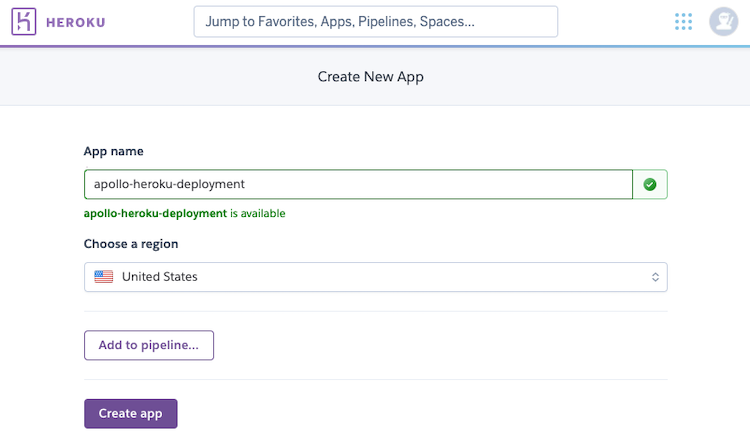 HEROKU
Jump to Favorites, Apps, Pipelines, Spaces...
Create New App
App name
apollo-heroku-deployment
apollo-heroku-deployment is available
Choose a region
United States
Add to pipeline...
Create app